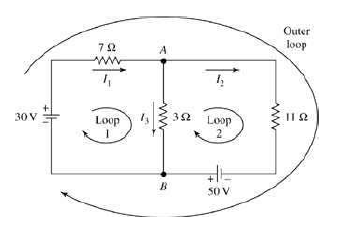 Outer
loop
7 Ω
A
I₁
I₂
30 V
+
−
Loop
1
I₃
3 Ω
Loop
2
11 Ω
B
+
−
50 V